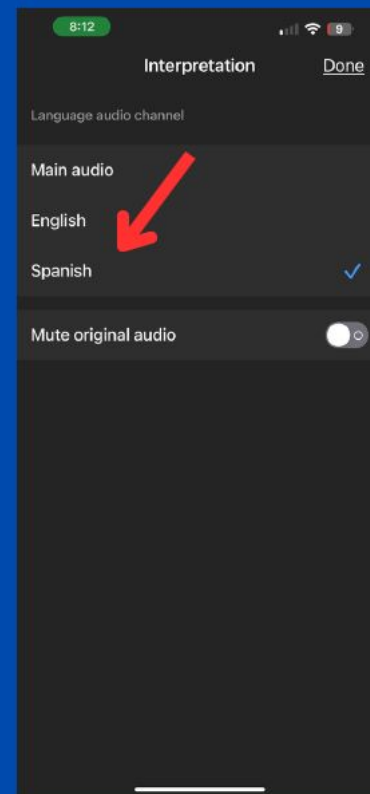 8:12
9
Interpretation Done
Language audio channel
Main audio
English
Spanish
Mute original audio